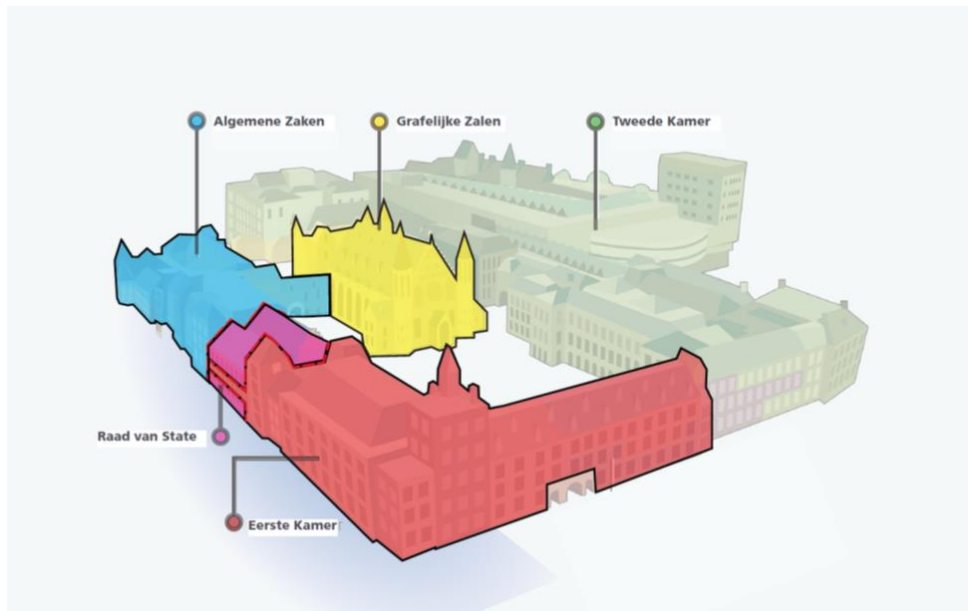 Algemene Zaken
Grafelijke Zalen
Tweede Kamer
Raad van State
Eerste Kamer